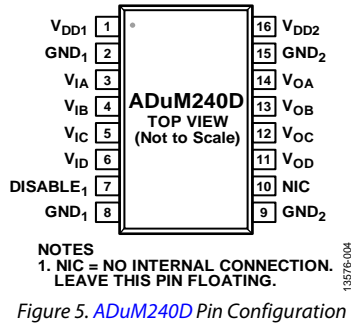 VDD1 1 16 VDD2
GND1 2 15 GND2
VIA 3 14 VOA
VIB 4 ADuM240D 13 VOB
TOP VIEW
VIC 5 (Not to Scale) 12 VOC
VID 6 11 VOD
DISABLE1 7 10 NIC
GND1 8 9 GND2
NOTES
1. NIC = NO INTERNAL CONNECTION.
LEAVE THIS PIN FLOATING.
13576-004
Figure 5. ADuM240D Pin Configuration